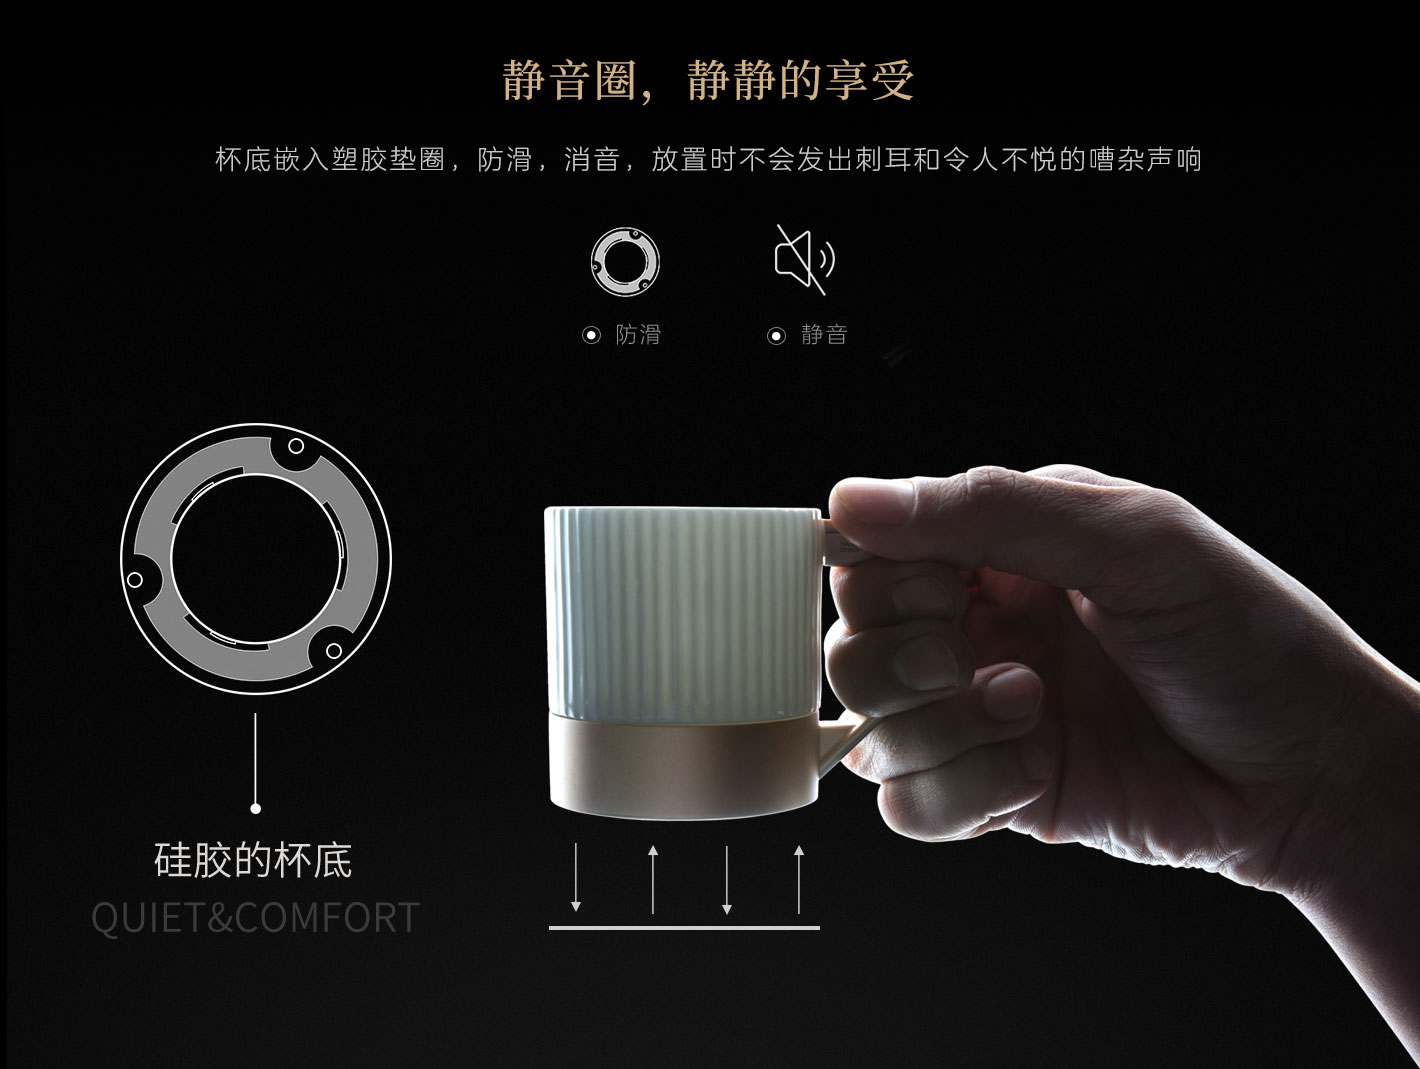 静音圈，静静的享受
杯底嵌入塑胶垫圈，防滑，消音，放置时不会发出刺耳和令人不悦的嘈杂声响
防滑
静音
硅胶的杯底
QUIET&COMFORT